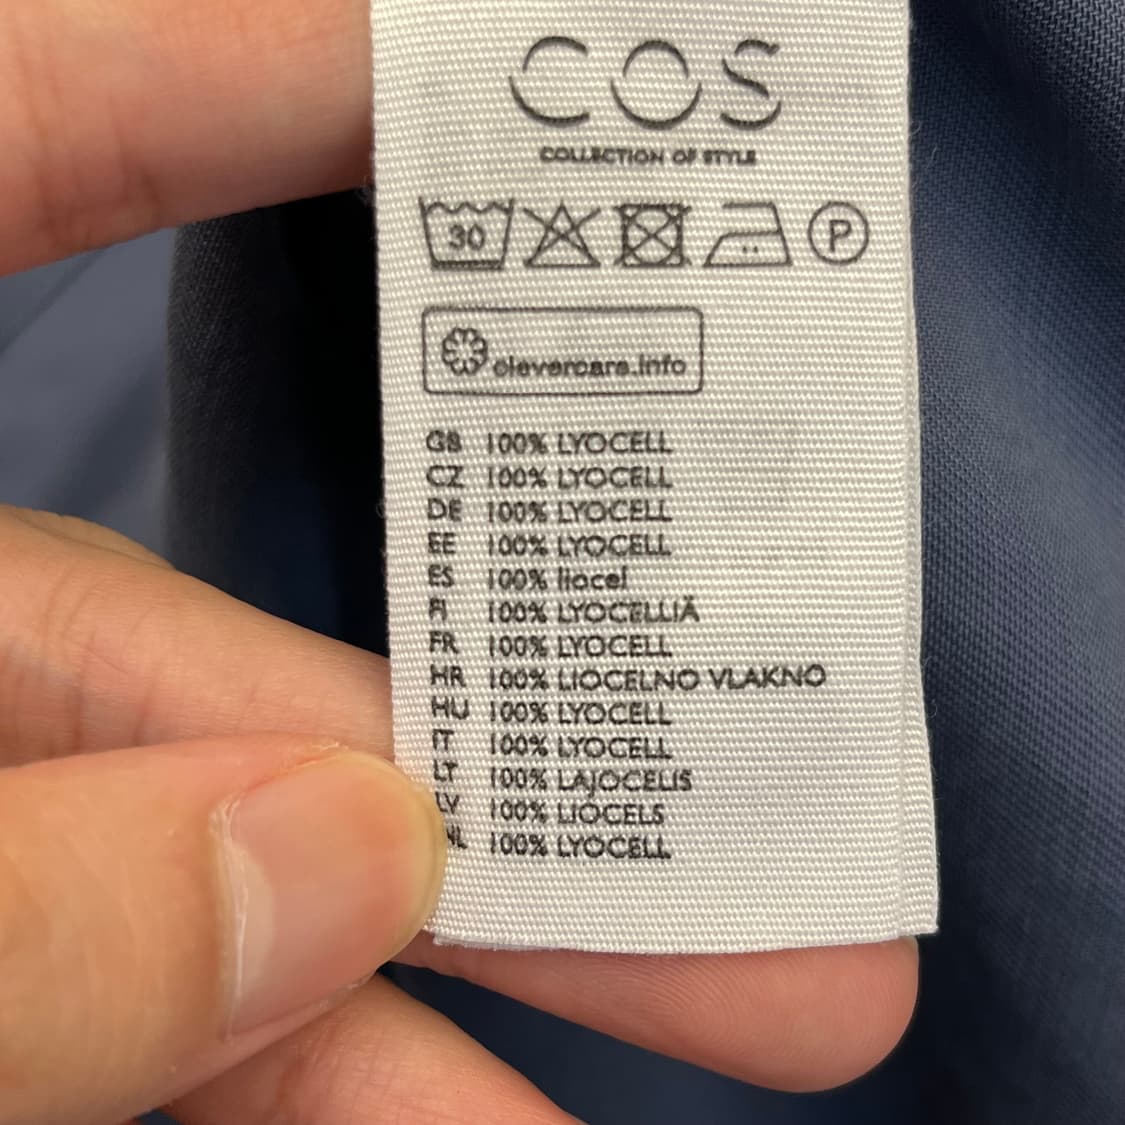 COS
COLLECTION OF STYLE
30 P
clevercare.info
GB 100% LYOCELL
CZ 100% LYOCELL
DE 100% LYOCELL
EE 100% LYOCELL
ES 100% liocel
FI 100% LYOCELLIÄ
FR 100% LYOCELL
HR 100% LIOCELNO VLAKNO
HU 100% LYOCELL
IT 100% LYOCELL
LT 100% LAJOCELIS
LV 100% LIOCELS
NL 100% LYOCELL